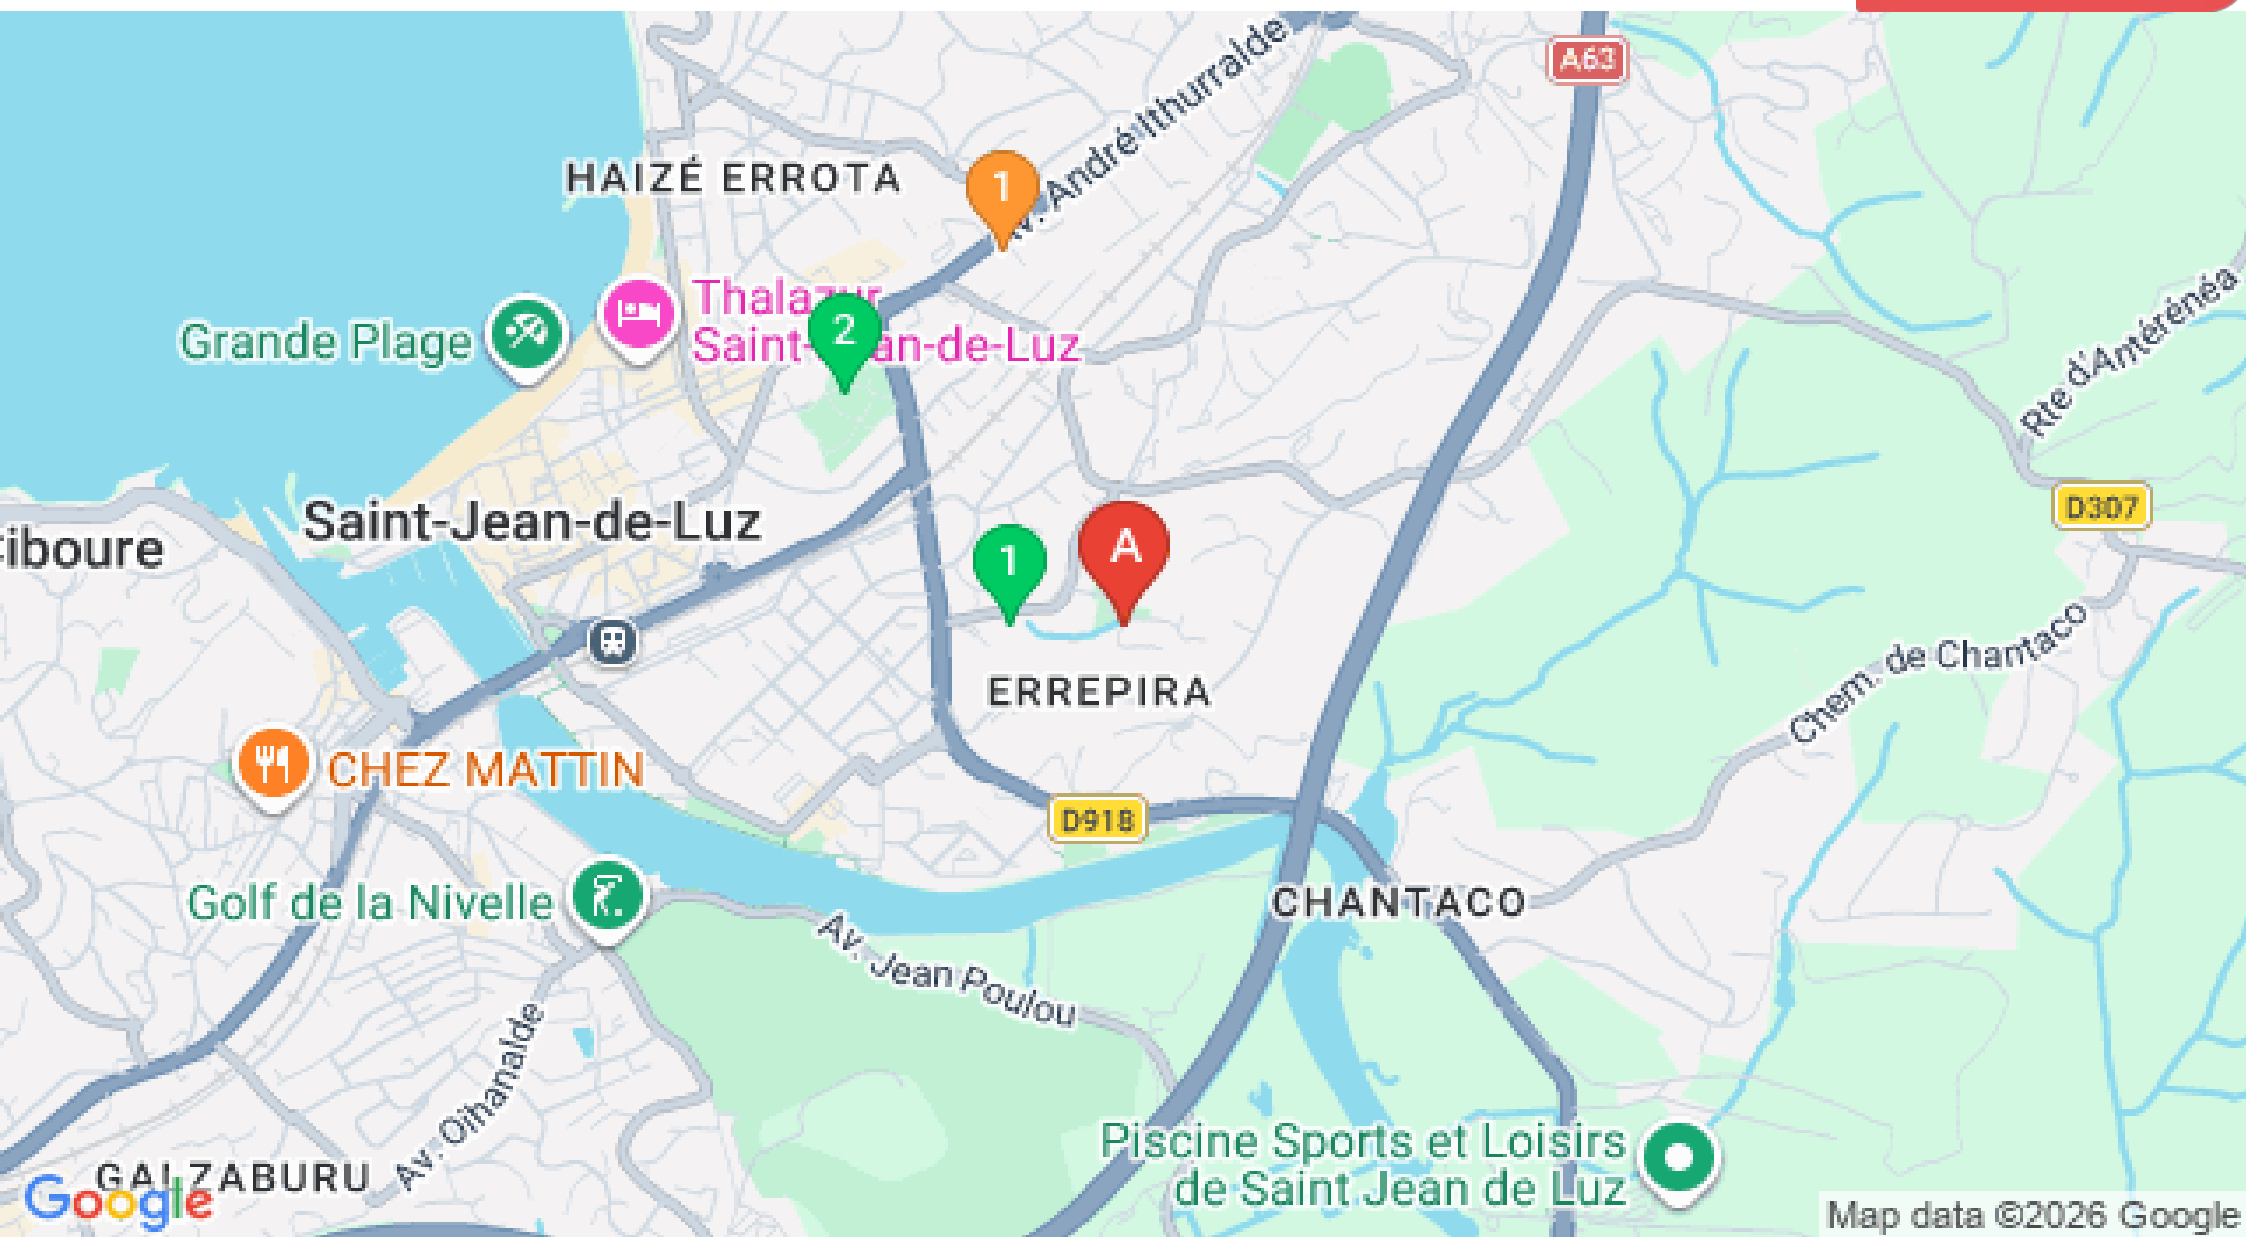 A63
Av. André Ithurralde
HAIZÉ ERROTA
1
Thalazur
Saint-Jean-de-Luz
Grande Plage
2
Rte d'Antérénéa
D307
Saint-Jean-de-Luz
iboure
1
A
ERREPIRA
Chem. de Chantaco
CHEZ MATTIN
D918
Golf de la Nivelle
CHANTACO
Av. Jean Poulou
Av. Oihanalde
Piscine Sports et Loisirs
de Saint Jean de Luz
GALZABURU
Google
Map data ©2026 Google